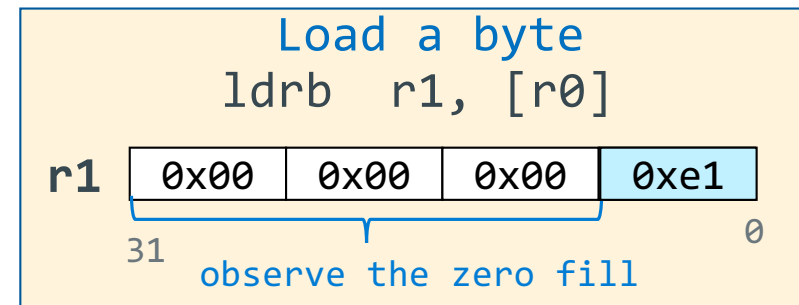 Load a byte
ldrb r1, [r0]
r1 0x00 0x00 0x00 0xe1
31 0
observe the zero fill